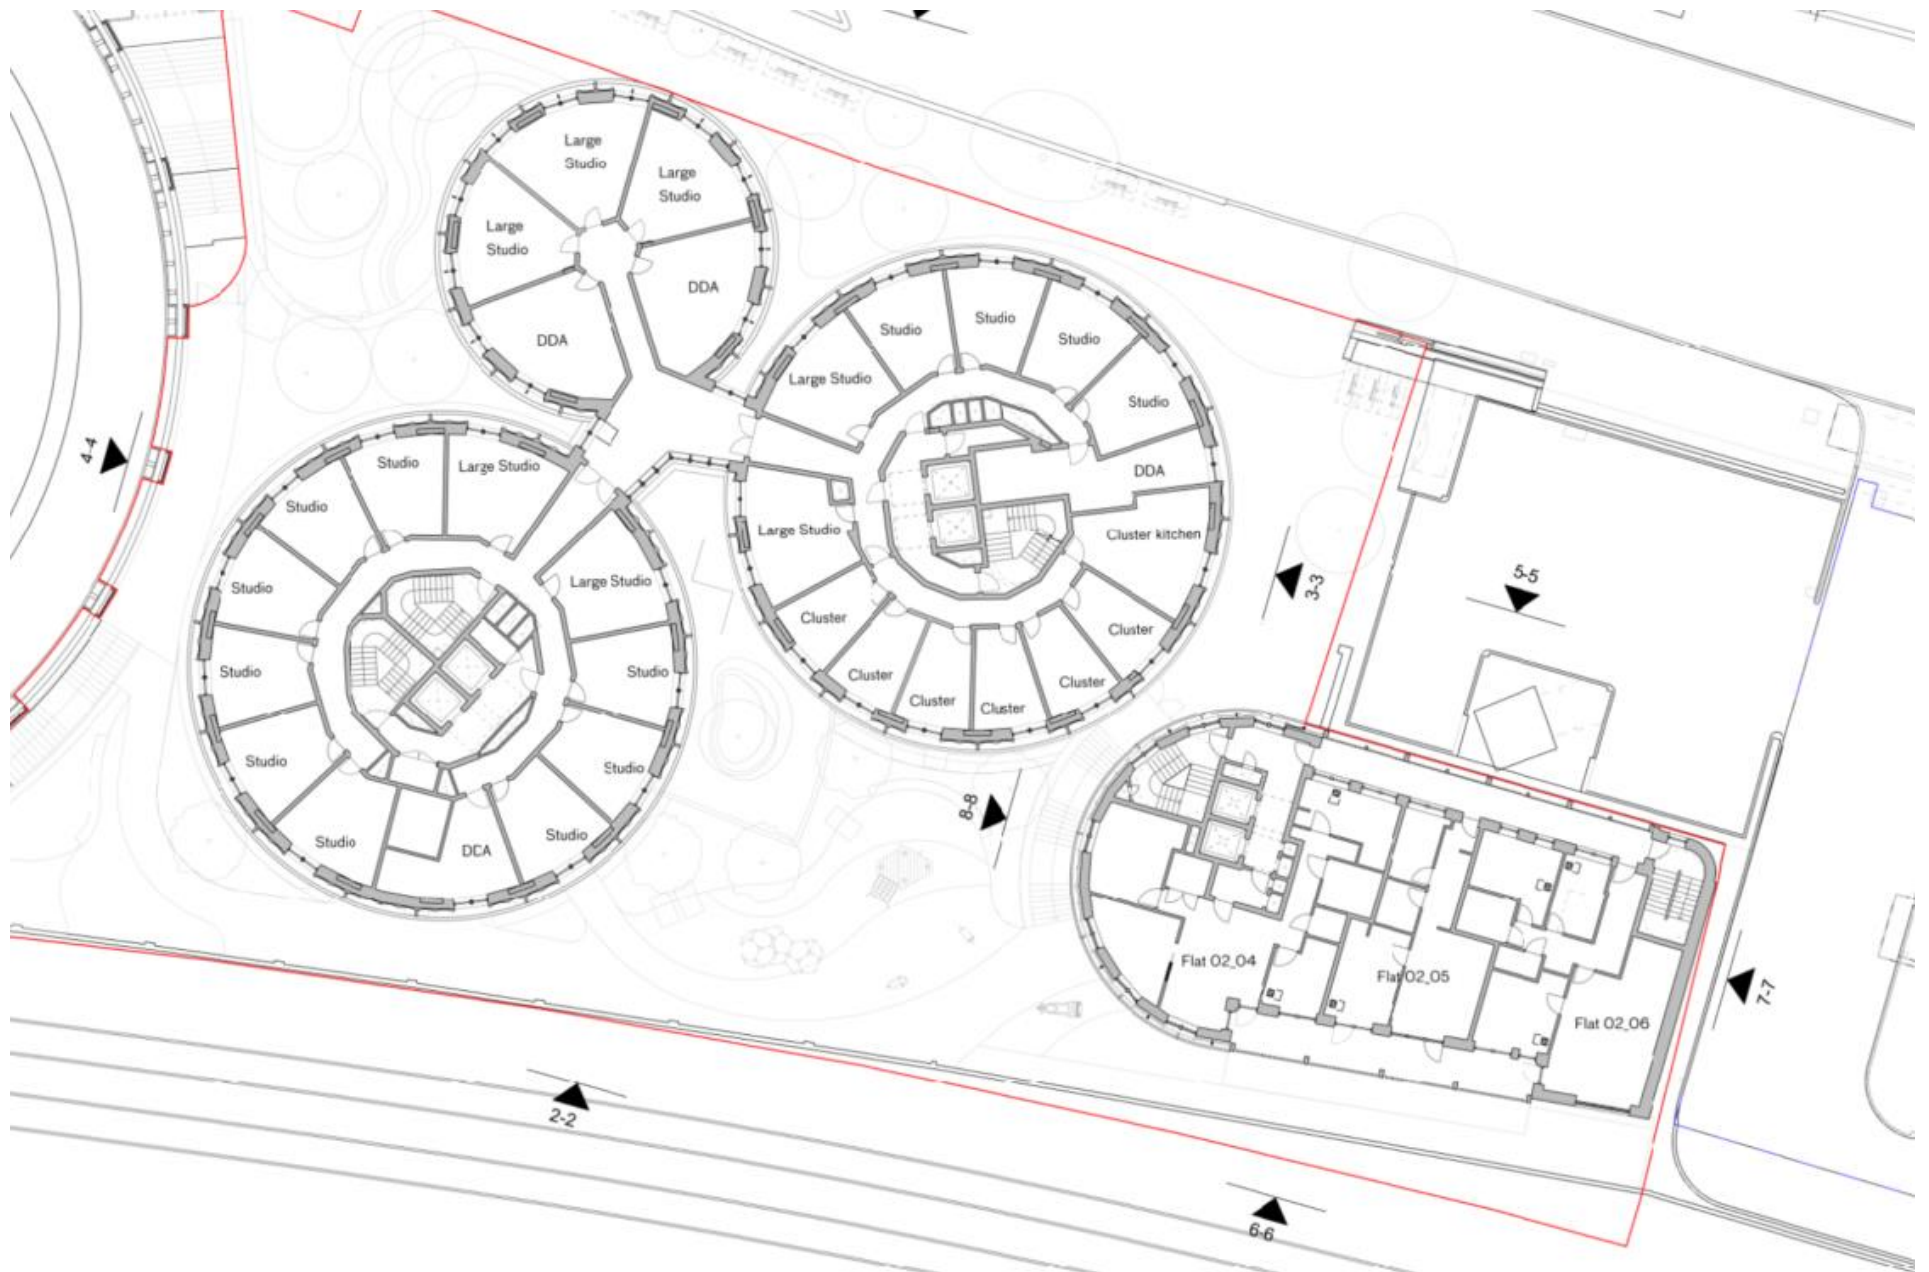 Large
Studio
Large
Studio
Large
Studio
DDA
DDA
Studio
Studio
Studio
Large Studio
Studio
DDA
Cluster kitchen
Large Studio
Cluster
Cluster
Cluster
Cluster
Cluster
Cluster
Large Studio
Studio
Studio
Studio
Studio
Studio
Studio
DCA
Studio
Studio
Studio
Large Studio
4-4
3-3
5-5
8-8
7-7
2-2
6-6
Flat 02_04
Flat 02_05
Flat 02_06